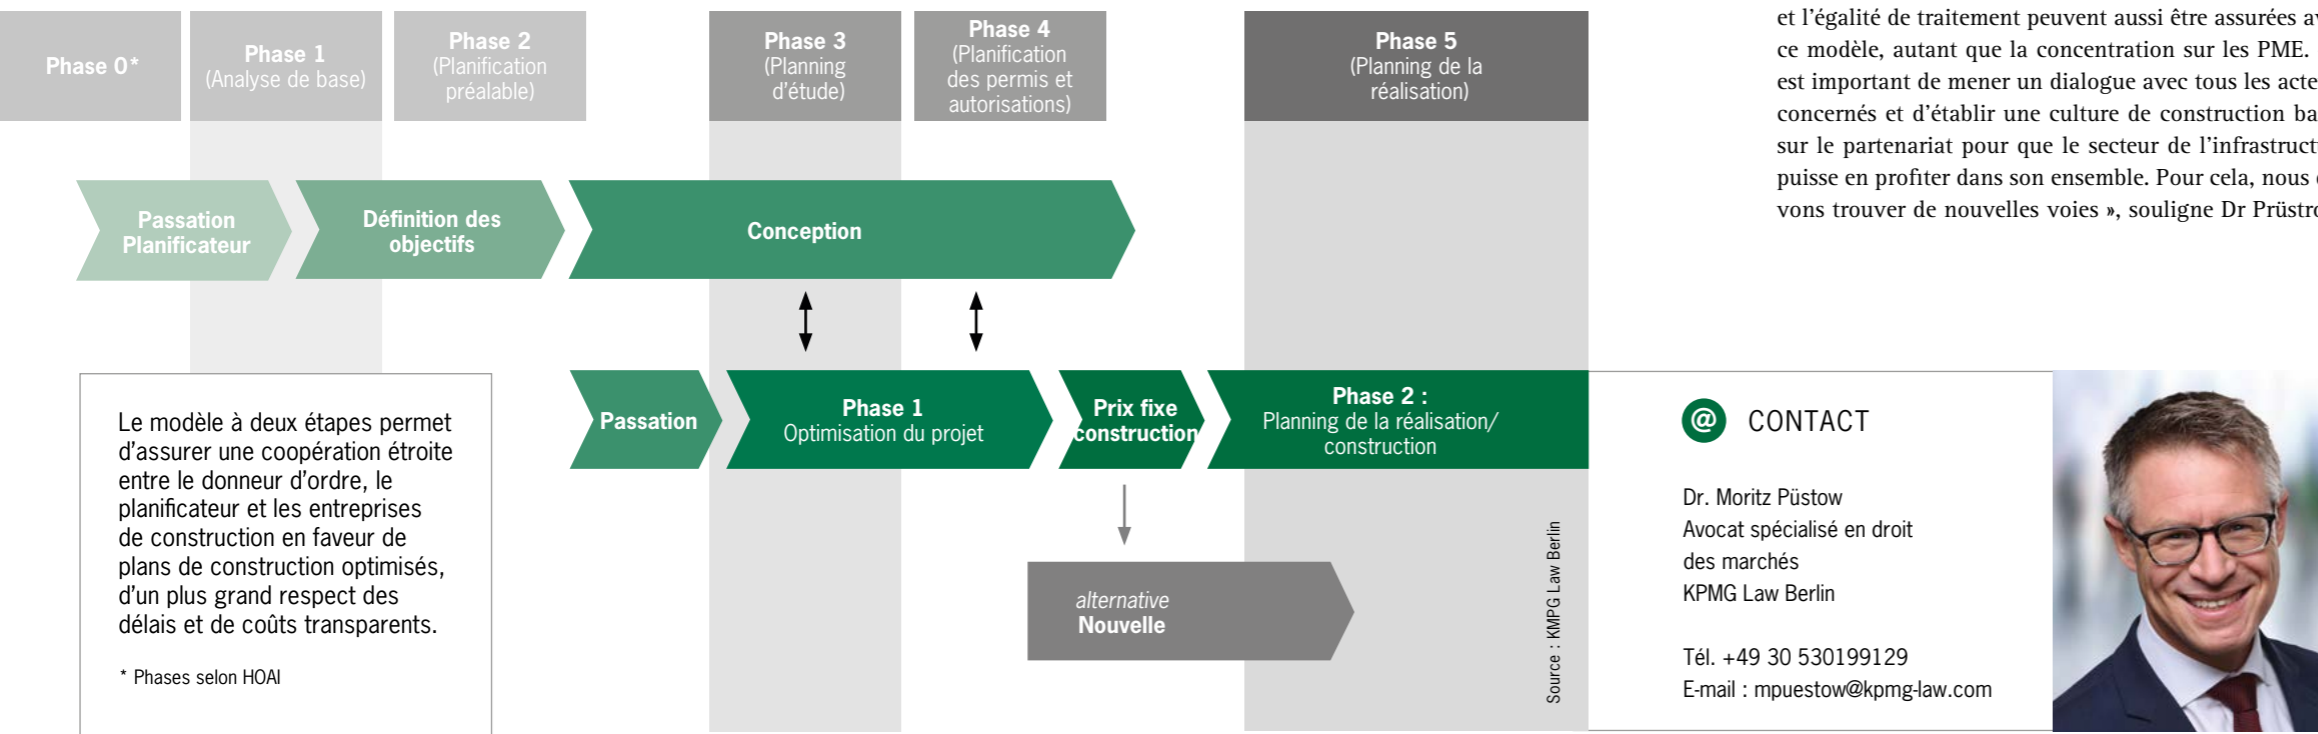 Phase 0*
Phase 1
(Analyse de base)
Phase 2
(Planification
préalable)
Phase 3
(Planning
d'étude)
Phase 4
(Planification
des permis et
autorisations)
Phase 5
(Planning de la
réalisation)
Passation
Planificateur
Définition des
objectifs
Conception
Passation
Phase 1
Optimisation du projet
Prix fixe
construction
Phase 2 :
Planning de la réalisation/
construction
alternative
Nouvelle
Le modèle à deux étapes permet
d'assurer une coopération étroite
entre le donneur d'ordre, le
planificateur et les entreprises
de construction en faveur de
plans de construction optimisés,
d'un plus grand respect des
délais et de coûts transparents.
* Phases selon HOAI
Source : KMPG Law Berlin
et l'égalité de traitement peuvent aussi être assurées
ce modèle, autant que la concentration sur les PME.
est important de mener un dialogue avec tous les
concernés et d'établir une culture de construction
sur le partenariat pour que le secteur de
puisse en profiter dans son ensemble. Pour cela, nous
vons trouver de nouvelles voies », souligne Dr
@ CONTACT
Dr. Moritz Püstow
Avocat spécialisé en droit
des marchés
KPMG Law Berlin
Tél. +49 30 530199129
E-mail : mpuestow@kpmg-law.com